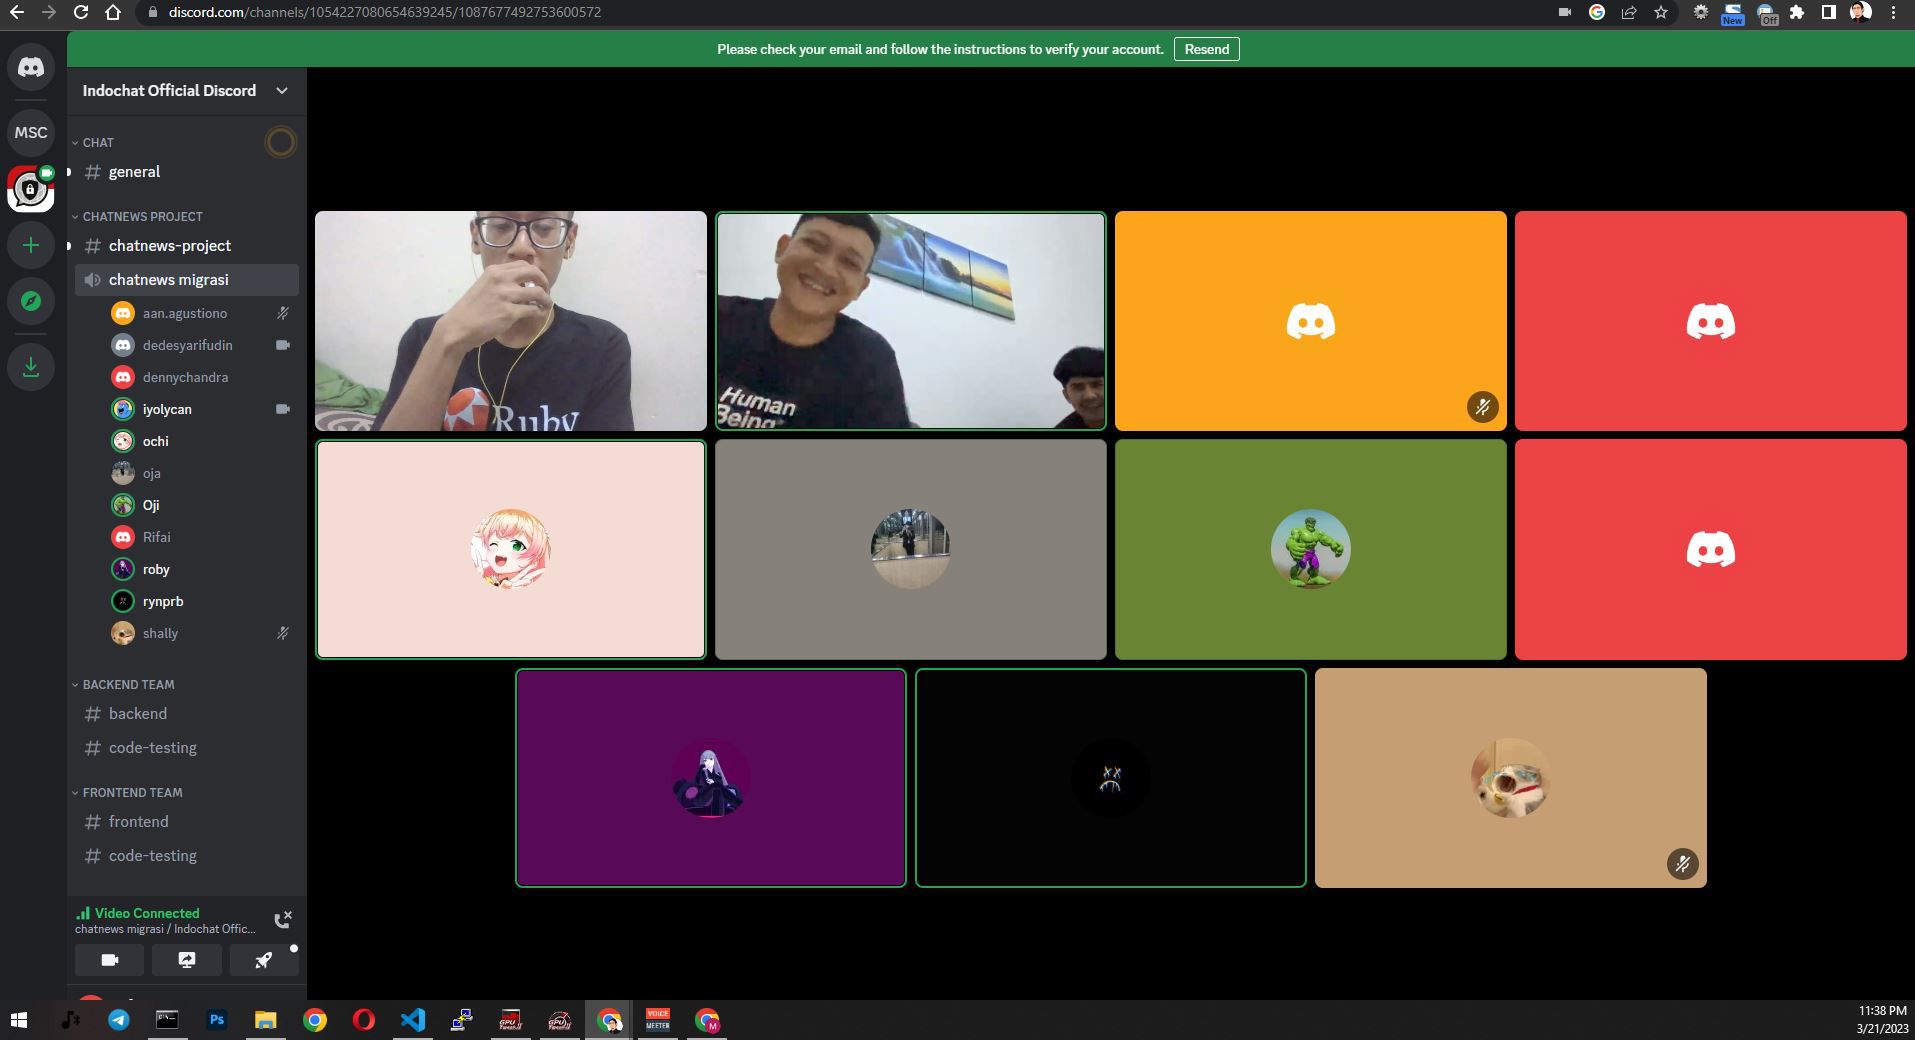 discord.com/channels/1054227080654639245/1087677492753600572
New
Off
Please check your email and follow the instructions to verify your account.
Resend
Indochat Official Discord
MSC
CHAT
general
CHATNEWS PROJECT
chatnews-project
chatnews migrasi
aan.agustiono
dedesyarifudin
dennychandra
iyolycan
ochi
oja
Oji
Rifai
roby
rynprb
shally
BACKEND TEAM
backend
code-testing
FRONTEND TEAM
frontend
code-testing
Video Connected
chatnews migrasi / Indochat Offic...
Ruby
Human
Being
Ps
GPU
GPU
VOICE
MEETER
M
11:38 PM
3/21/2023